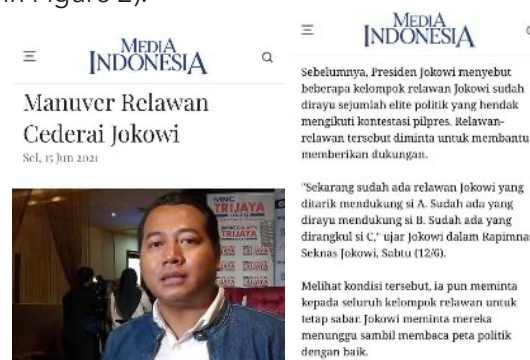 in Figure 2).
MEDIA
INDONESIA
Manuver Relawan
Cederai Jokowi
Sel, 15 Jun 2021
MNC
TRIJAYA
TRIJAYA
MEDIA
INDONESIA
Sebelumnya, Presiden Jokowi menyebut
beberapa kelompok relawan Jokowi sudah
dirayu sejumlah elite politik yang hendak
mengikuti kontestasi pilpres. Relawan-
relawan tersebut diminta untuk membantu
memberikan dukungan.
"Sekarang sudah ada relawan Jokowi yang
ditarik mendukung si A. Sudah ada yang
dirayu mendukung si B. Sudah ada yang
dirangkul si C," ujar Jokowi dalam Rapimnas
Seknas Jokowi, Sabtu (12/6).
Melihat kondisi tersebut, ia pun meminta
kepada seluruh kelompok relawan untuk
tetap sabar. Jokowi meminta mereka
menunggu sambil membaca peta politik
dengan baik.